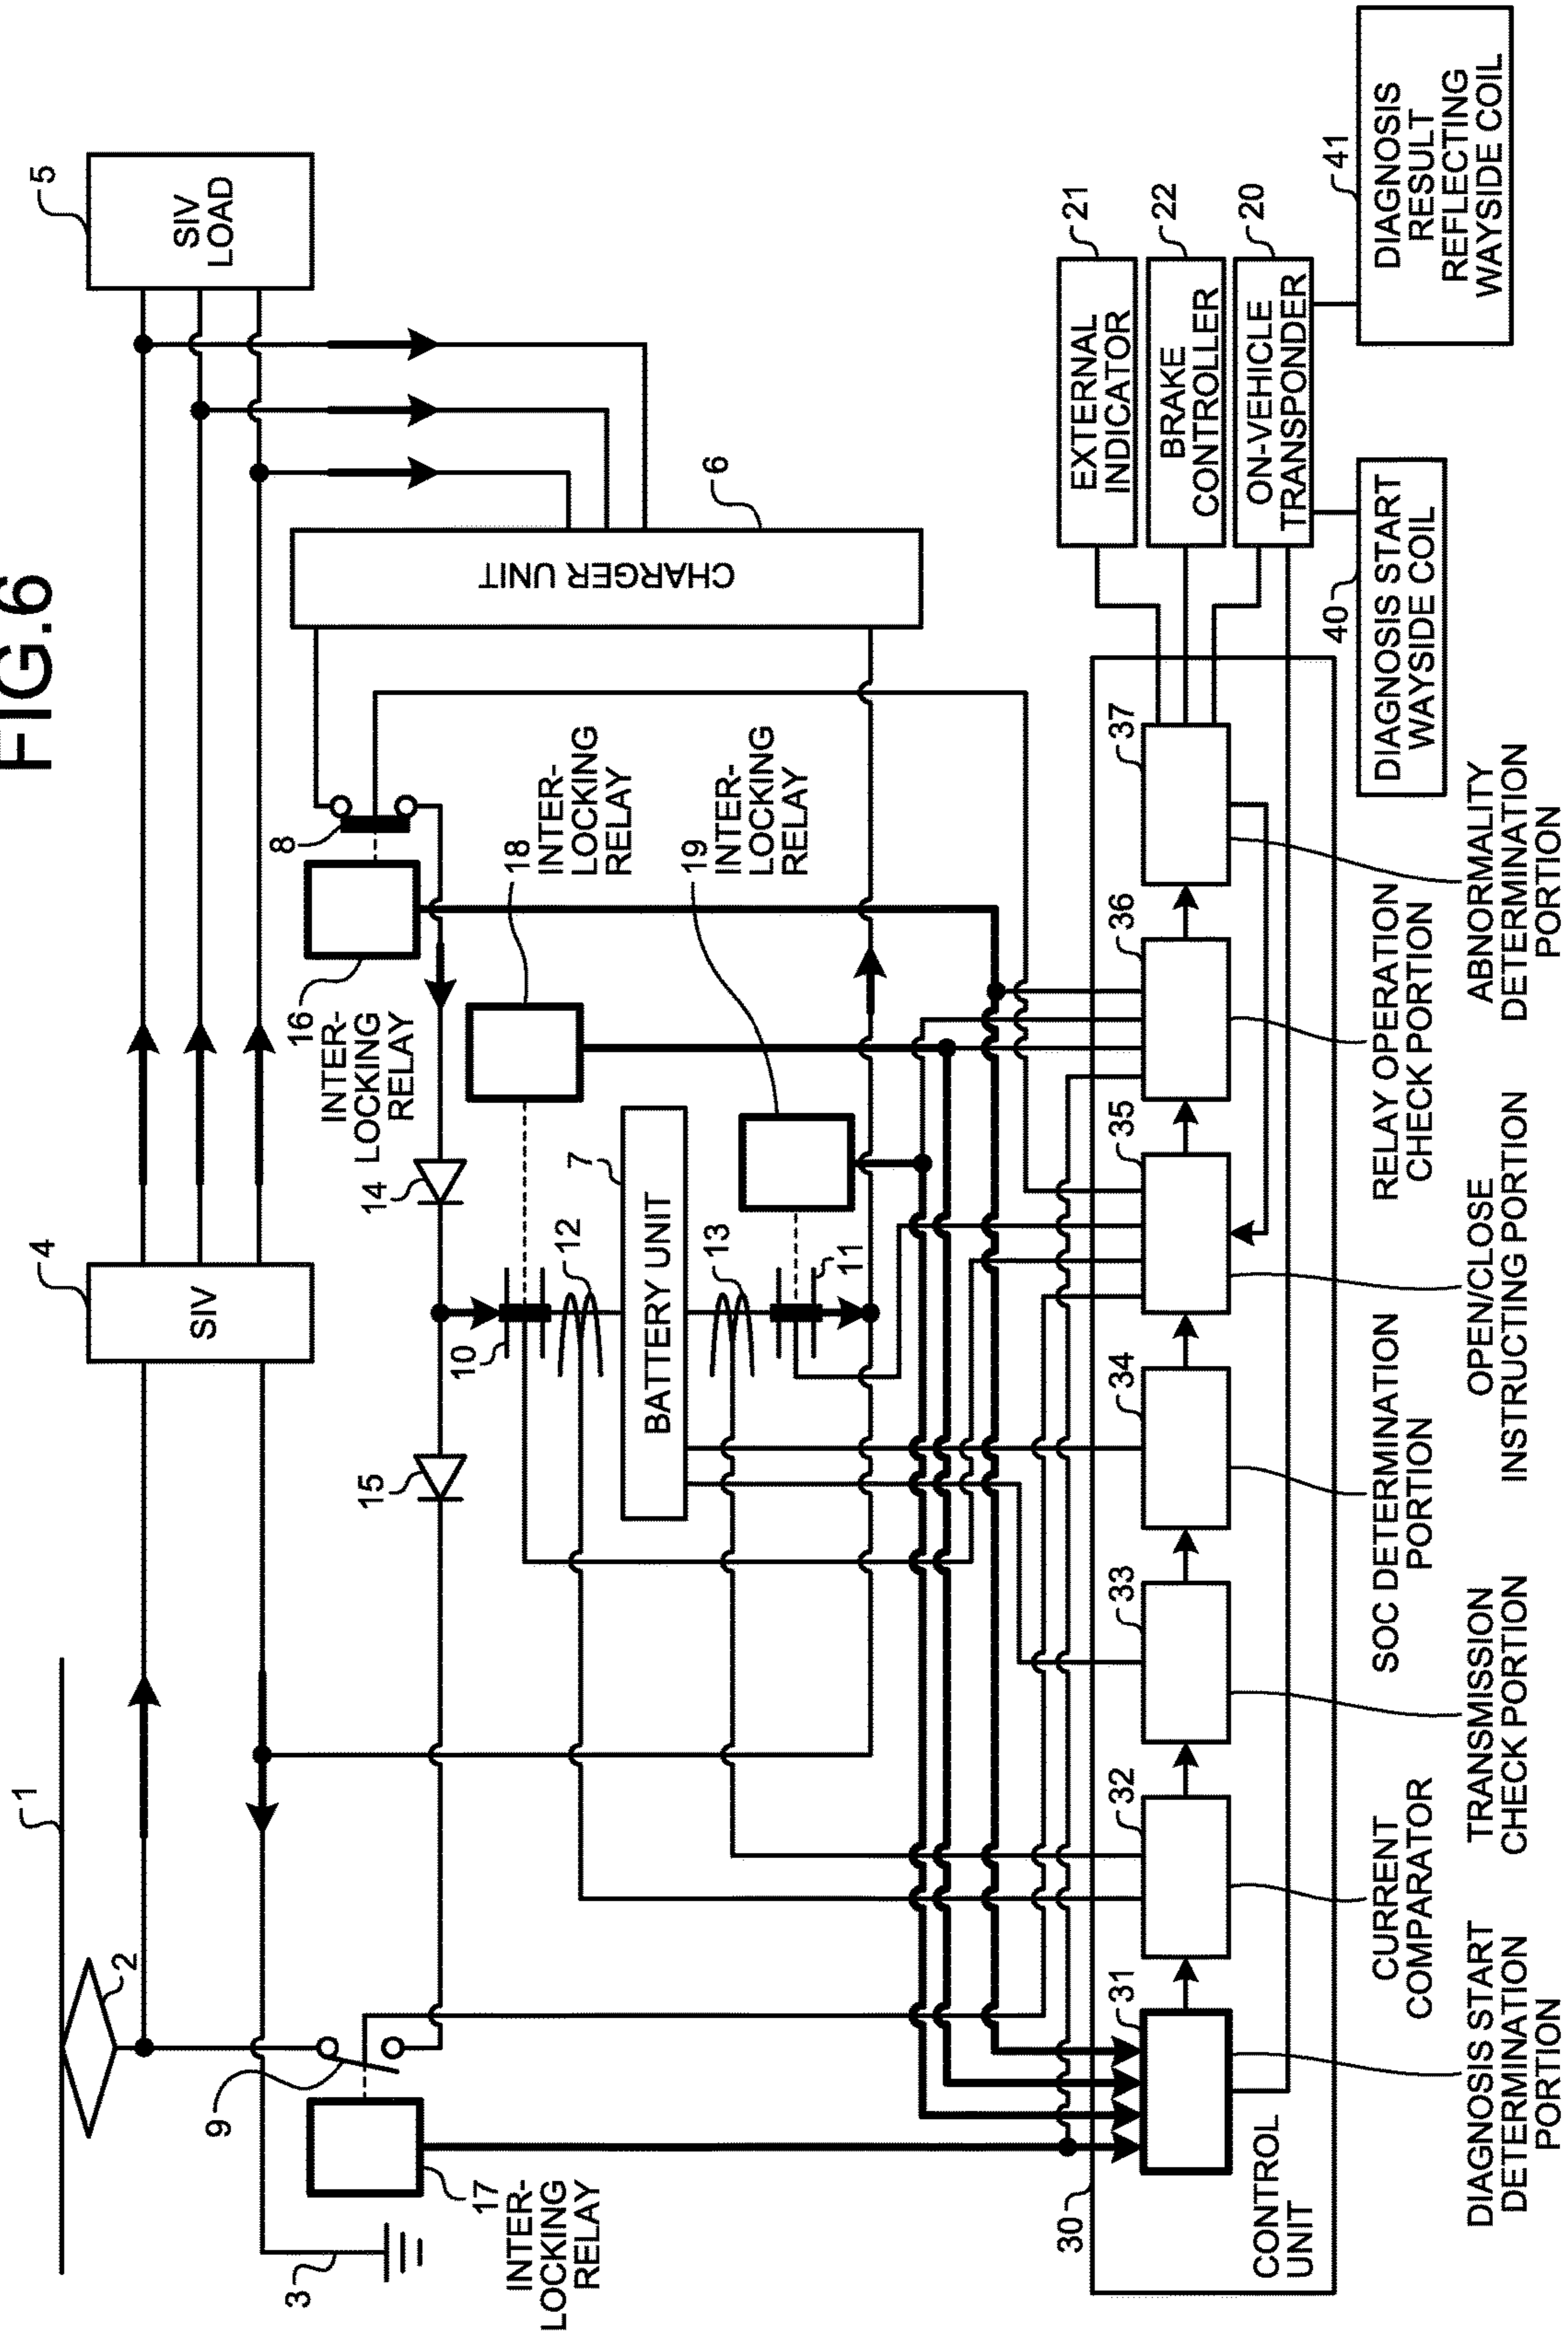 FIG.6
1
2
3
4
SIV
5
SIV
LOAD
6
CHARGER UNIT
8
16
INTER-
LOCKING
RELAY
18
INTER-
LOCKING
RELAY
19
INTER-
LOCKING
RELAY
14
15
10
12
7
BATTERY UNIT
13
11
9
17
INTER-
LOCKING
RELAY
21
EXTERNAL
INDICATOR
22
BRAKE
CONTROLLER
20
ON-VEHICLE
TRANSPONDER
41
DIAGNOSIS
RESULT
REFLECTING
WAYSIDE COIL
40
DIAGNOSIS START
WAYSIDE COIL
30
CONTROL
UNIT
31
32
33
34
35
36
37
DIAGNOSIS START
DETERMINATION
PORTION
CURRENT
COMPARATOR
TRANSMISSION
CHECK PORTION
SOC DETERMINATION
PORTION
OPEN/CLOSE
INSTRUCTING PORTION
RELAY OPERATION
CHECK PORTION
ABNORMALITY
DETERMINATION
PORTION